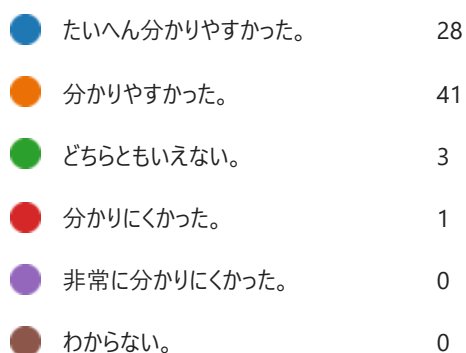 たいへん分かりやすかった。 28
分かりやすかった。 41
どちらともいえない。 3
分かりにくかった。 1
非常に分かりにくかった。 0
わからない。 0